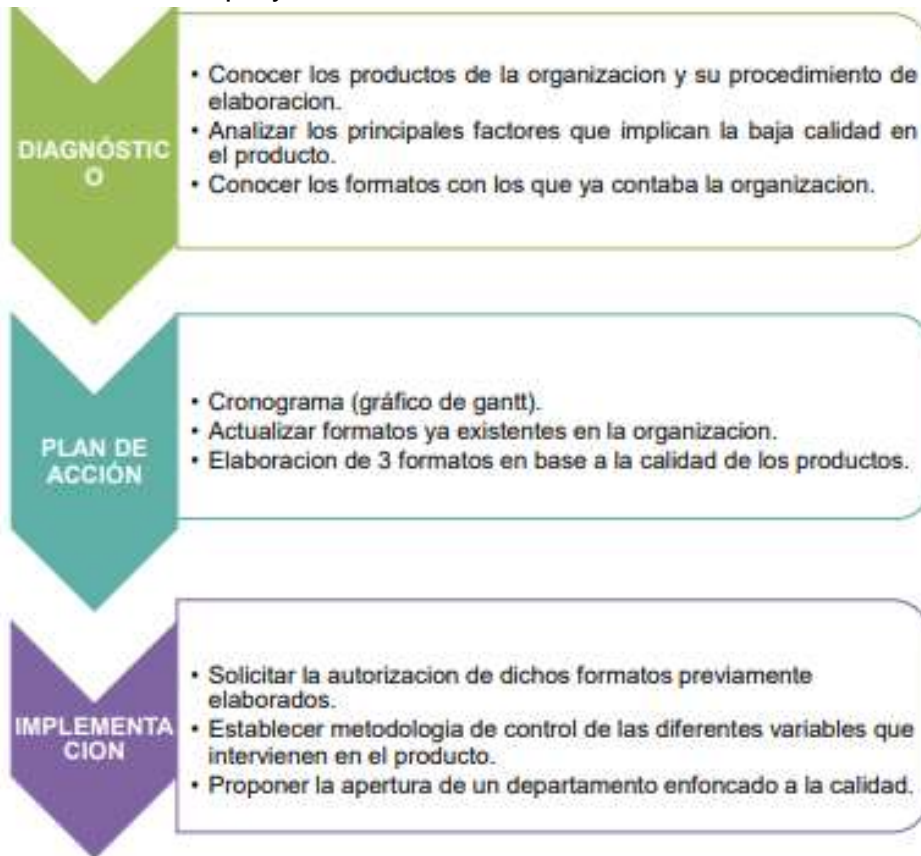 DIAGNÓSTIC
O
• Conocer los productos de la organizacion y su procedimiento de
elaboracion.
• Analizar los principales factores que implican la baja calidad en
el producto.
• Conocer los formatos con los que ya contaba la organizacion.
PLAN DE
ACCIÓN
• Cronograma (gráfico de gantt).
• Actualizar formatos ya existentes en la organizacion.
• Elaboracion de 3 formatos en base a la calidad de los productos.
IMPLEMENTA
CION
• Solicitar la autorizacion de dichos formatos previamente
elaborados.
• Establecer metodologia de control de las diferentes variables que
intervienen en el producto.
• Proponer la apertura de un departamento enfoncado a la calidad.